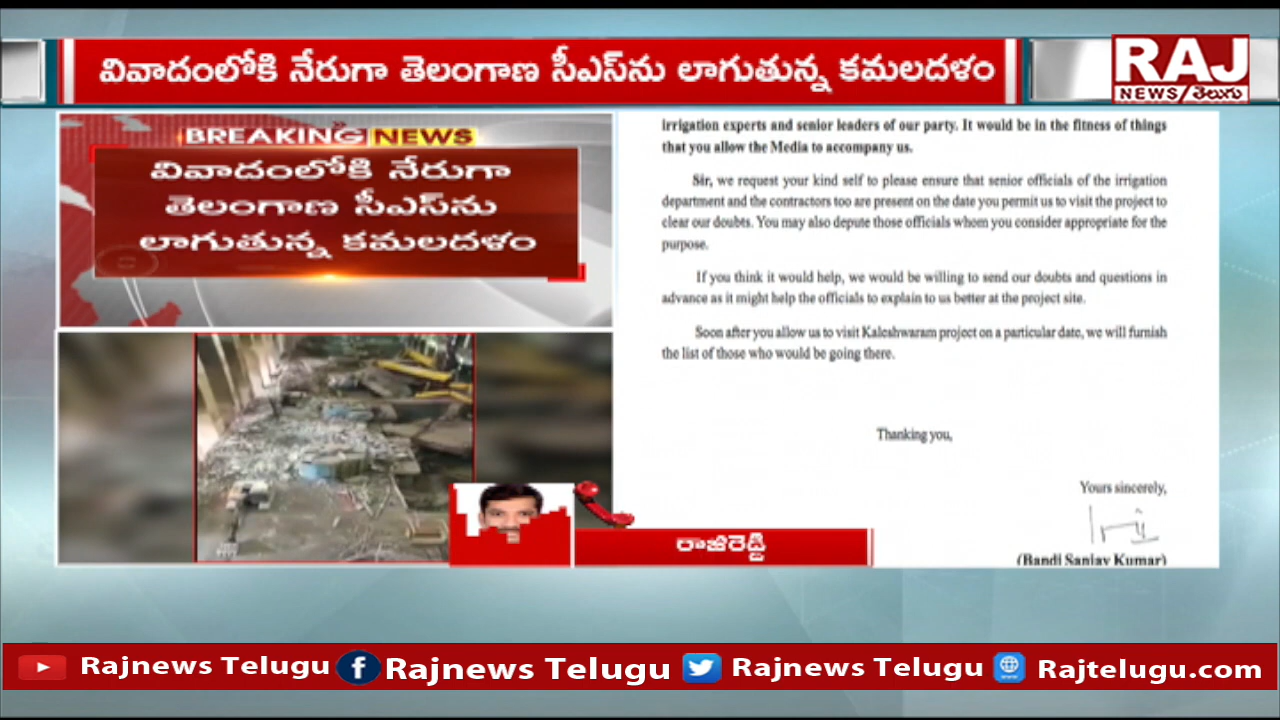 వివాదంలోకి నేరుగా తెలంగాణ సీఎస్‌ను లాగుతున్న కమలదళం
RAJ
NEWS తెలుగు
BREAKING NEWS
వివాదంలోకి నేరుగా
తెలంగాణ సీఎస్‌ను
లాగుతున్న కమలదళం
irrigation experts and senior leaders of our party. It would be in the fitness of things
that you allow the Media to accompany us.
Sir, we request your kind self to please ensure that senior officials of the irrigation
department and the contractors too are present on the date you permit us to visit the project to
clear our doubts. You may also depute those officials whom you consider appropriate for the
purpose.
If you think it would help, we would be willing to send our doubts and questions in
advance as it might help the officials to explain to us better at the project site.
Soon after you allow us to visit Kaleshwaram project on a particular date, we will furnish
the list of those who would be going there.
Thanking you,
Yours sincerely,
(Bandi Sanjay Kumar)
రాజిరెడ్డి
Rajnews Telugu Rajnews Telugu Rajnews Telugu Rajtelugu.com